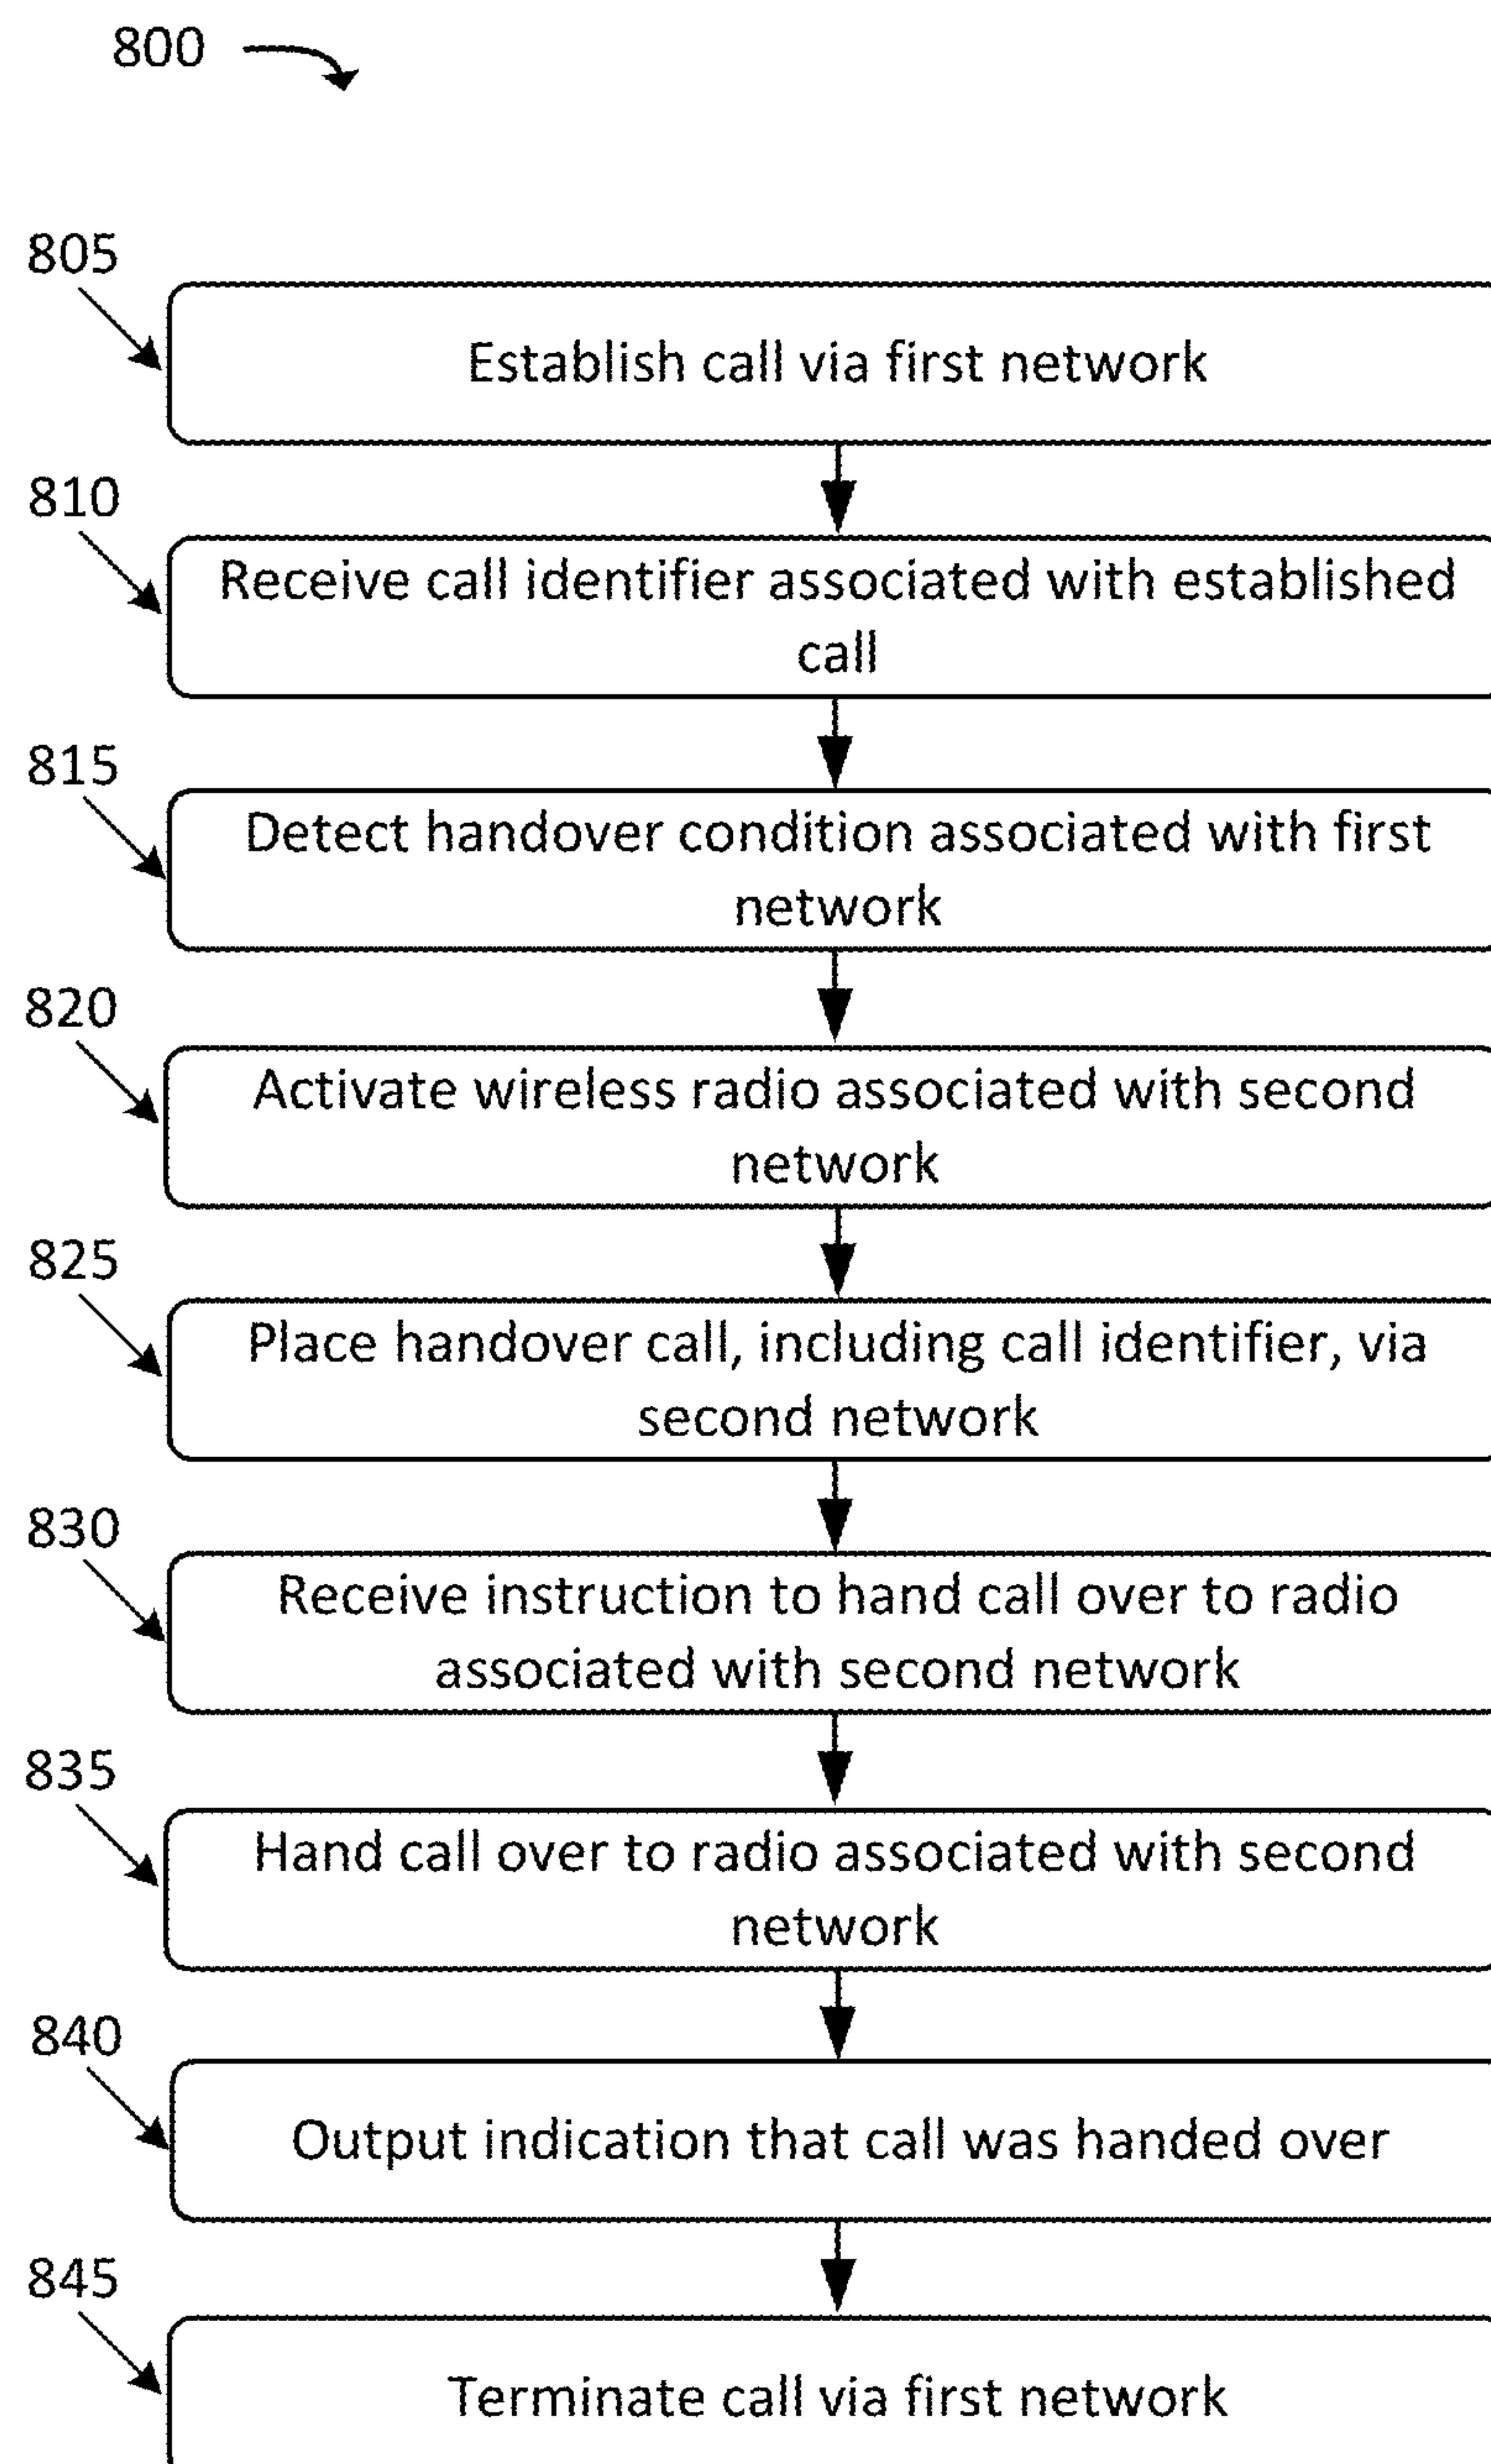 800
805
Establish call via first network
810
Receive call identifier associated with established
call
815
Detect handover condition associated with first
network
820
Activate wireless radio associated with second
network
825
Place handover call, including call identifier, via
second network
830
Receive instruction to hand call over to radio
associated with second network
835
Hand call over to radio associated with second
network
840
Output indication that call was handed over
845
Terminate call via first network